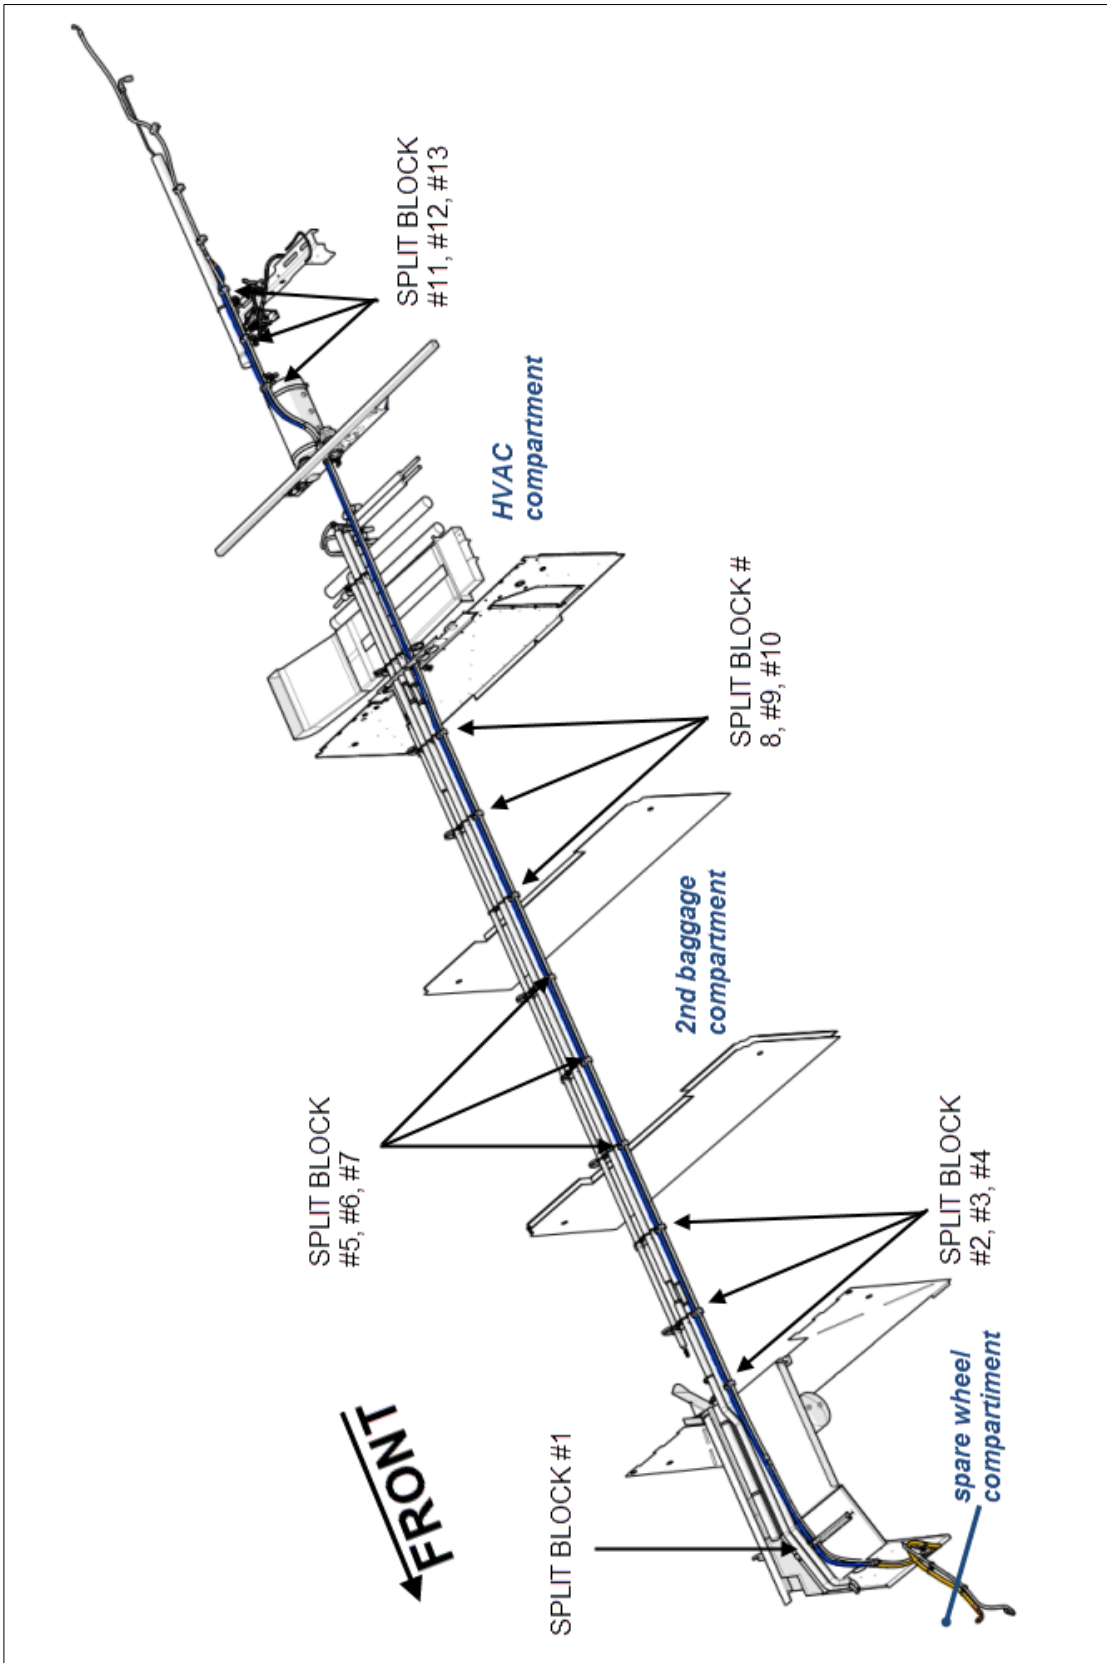 SPLIT BLOCK
#11, #12, #13
HVAC
compartment
SPLIT BLOCK #
8, #9, #10
2nd baggage
compartment
SPLIT BLOCK
#5, #6, #7
SPLIT BLOCK
#2, #3, #4
FRONT
SPLIT BLOCK #1
spare wheel
compartiment